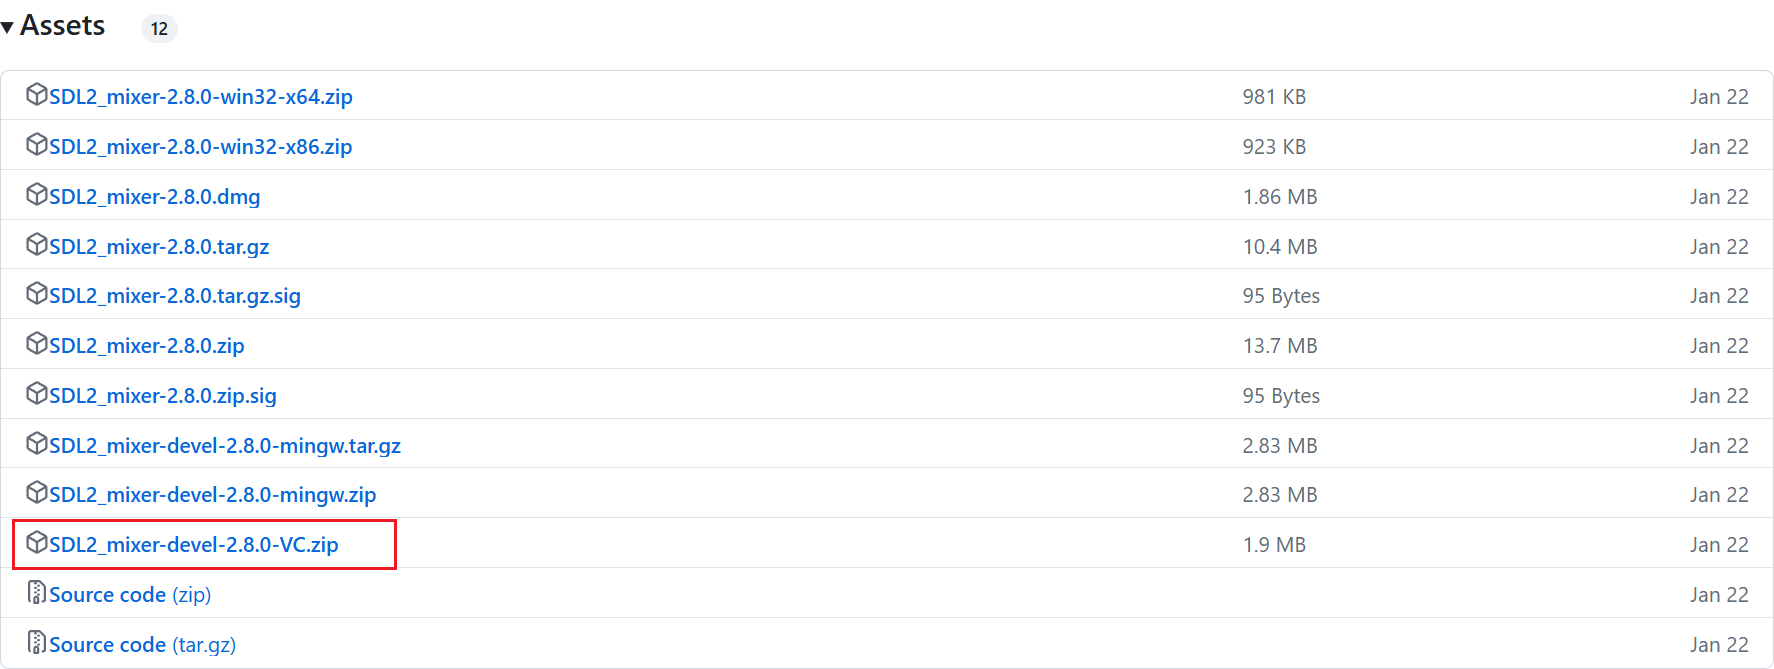 Assets 12
SDL2_mixer-2.8.0-win32-x64.zip 981 KB Jan 22
SDL2_mixer-2.8.0-win32-x86.zip 923 KB Jan 22
SDL2_mixer-2.8.0.dmg 1.86 MB Jan 22
SDL2_mixer-2.8.0.tar.gz 10.4 MB Jan 22
SDL2_mixer-2.8.0.tar.gz.sig 95 Bytes Jan 22
SDL2_mixer-2.8.0.zip 13.7 MB Jan 22
SDL2_mixer-2.8.0.zip.sig 95 Bytes Jan 22
SDL2_mixer-devel-2.8.0-mingw.tar.gz 2.83 MB Jan 22
SDL2_mixer-devel-2.8.0-mingw.zip 2.83 MB Jan 22
SDL2_mixer-devel-2.8.0-VC.zip 1.9 MB Jan 22
Source code (zip) Jan 22
Source code (tar.gz) Jan 22